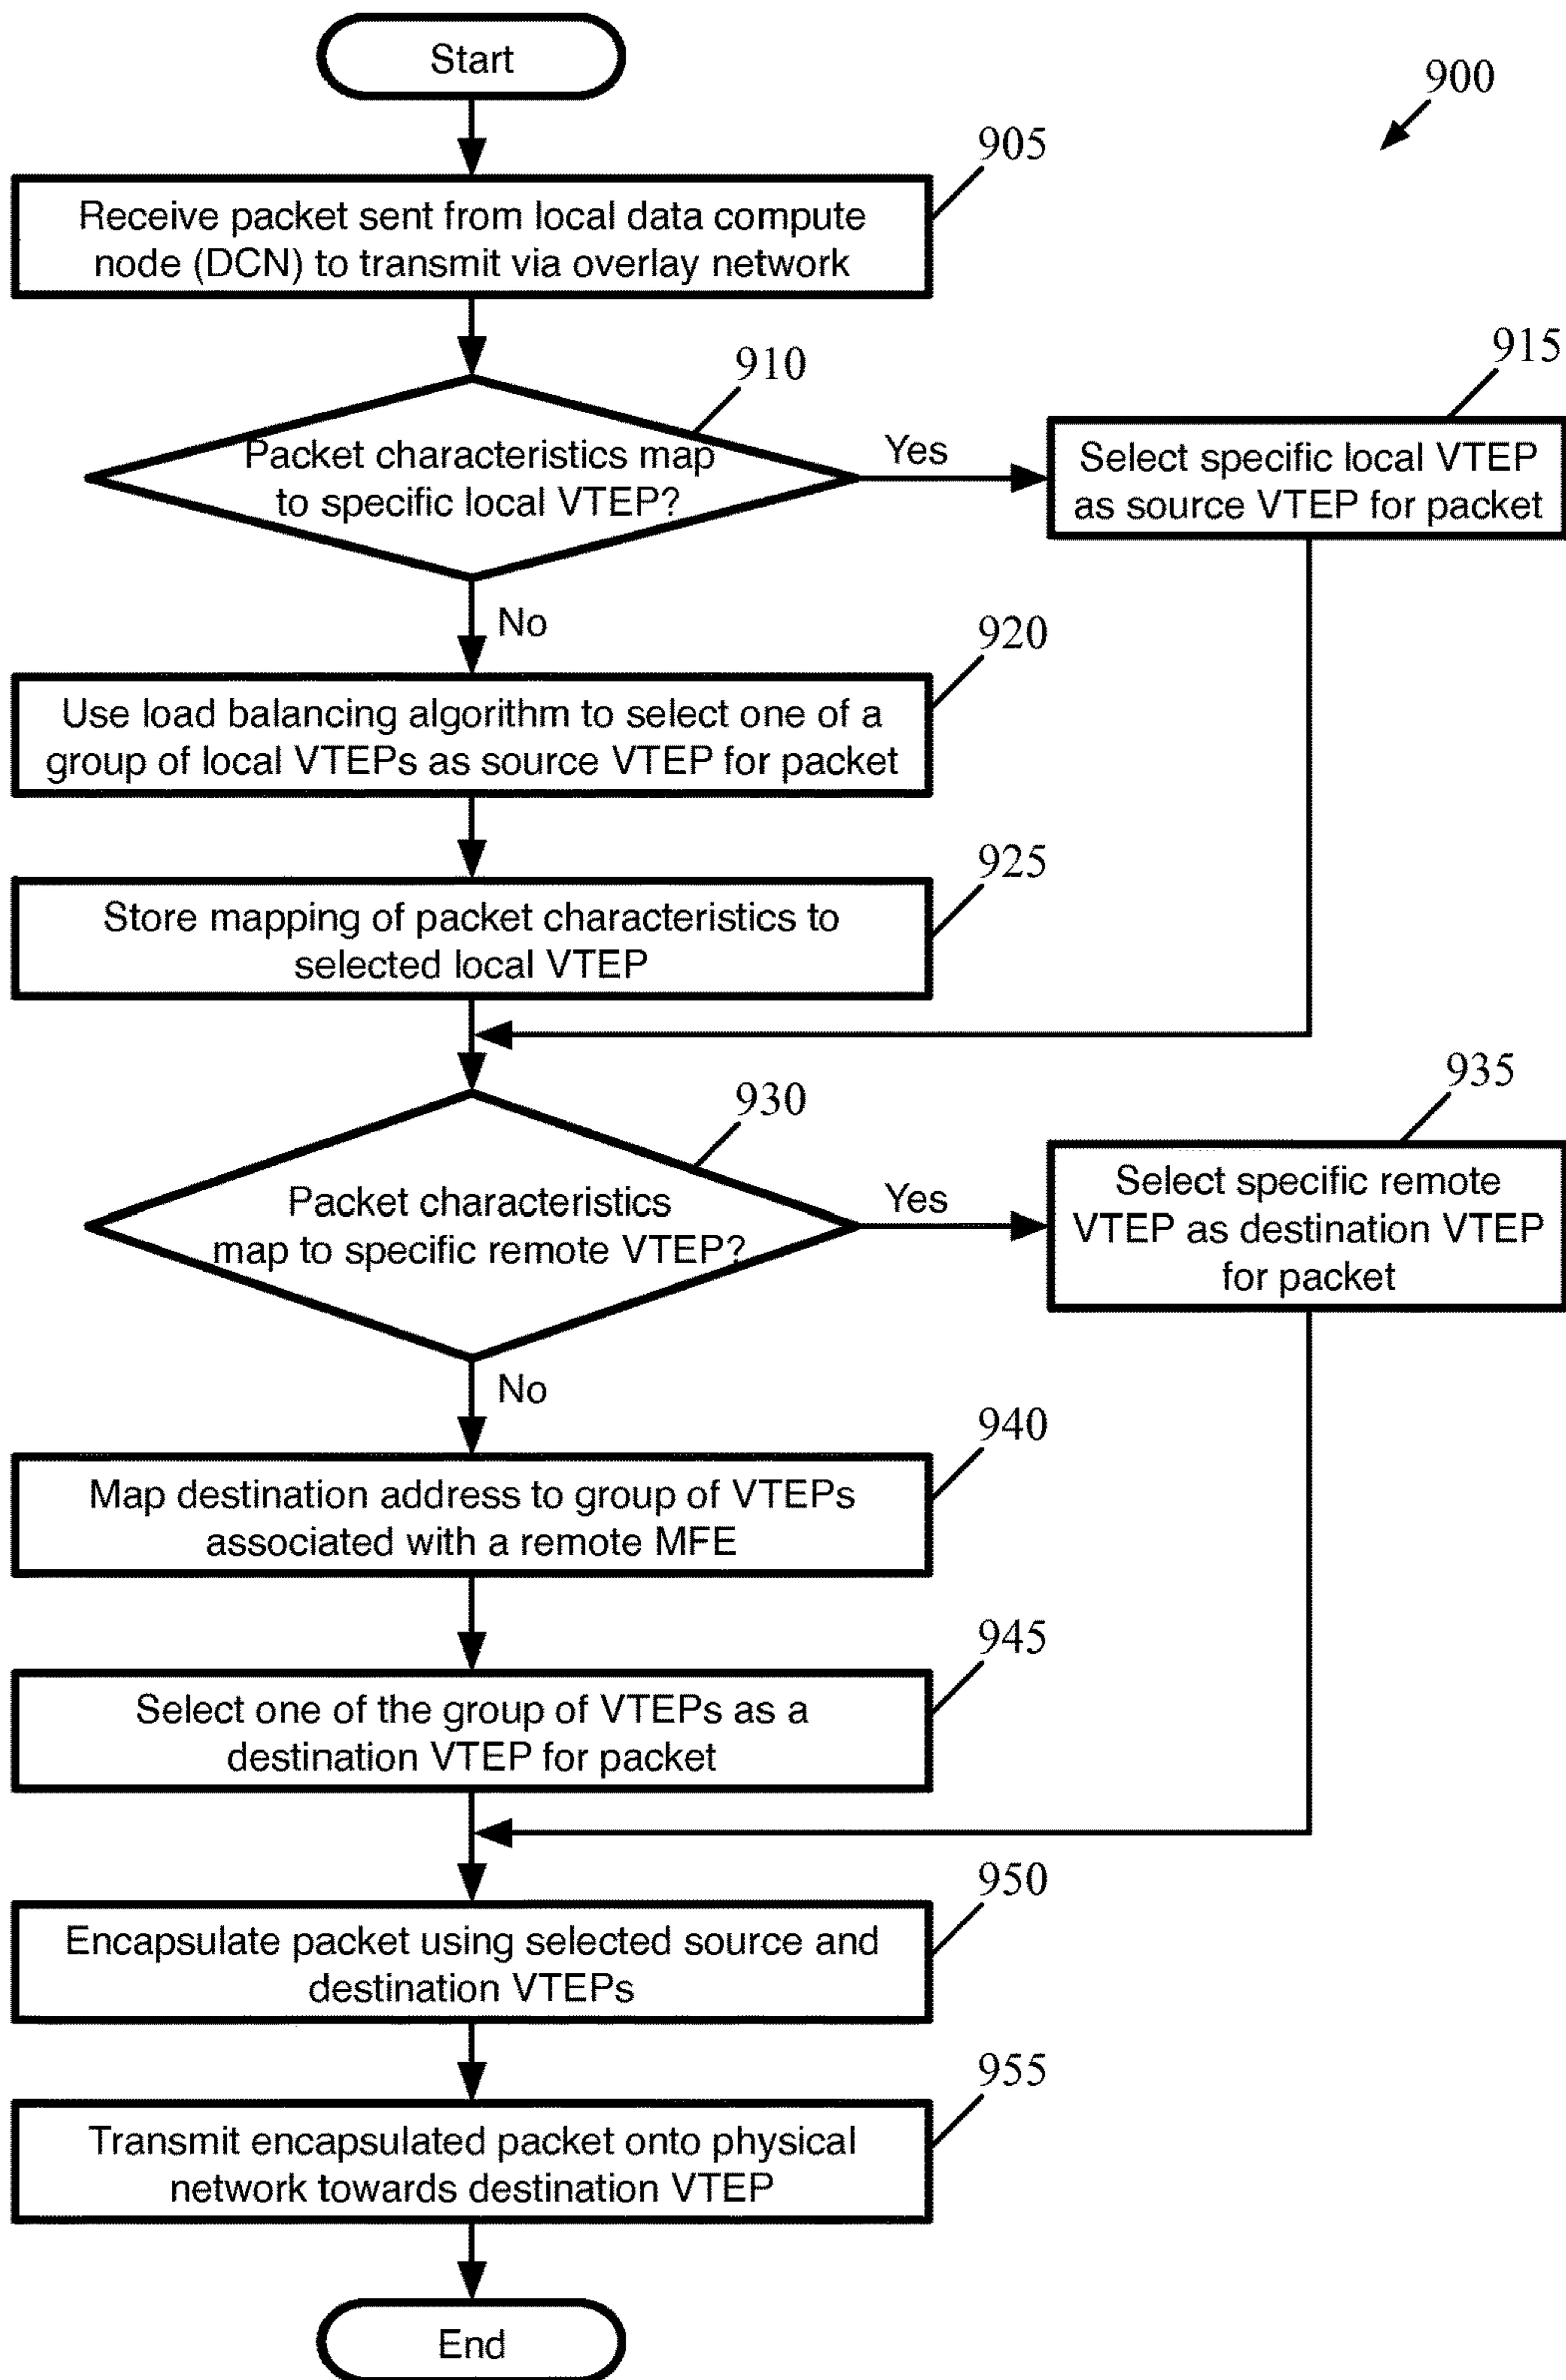 Start
900
905
Receive packet sent from local data compute
node (DCN) to transmit via overlay network
910
Packet characteristics map
to specific local VTEP?
Yes
915
Select specific local VTEP
as source VTEP for packet
No
920
Use load balancing algorithm to select one of a
group of local VTEPs as source VTEP for packet
925
Store mapping of packet characteristics to
selected local VTEP
930
Packet characteristics
map to specific remote VTEP?
Yes
935
Select specific remote
VTEP as destination VTEP
for packet
No
940
Map destination address to group of VTEPs
associated with a remote MFE
945
Select one of the group of VTEPs as a
destination VTEP for packet
950
Encapsulate packet using selected source and
destination VTEPs
955
Transmit encapsulated packet onto physical
network towards destination VTEP
End